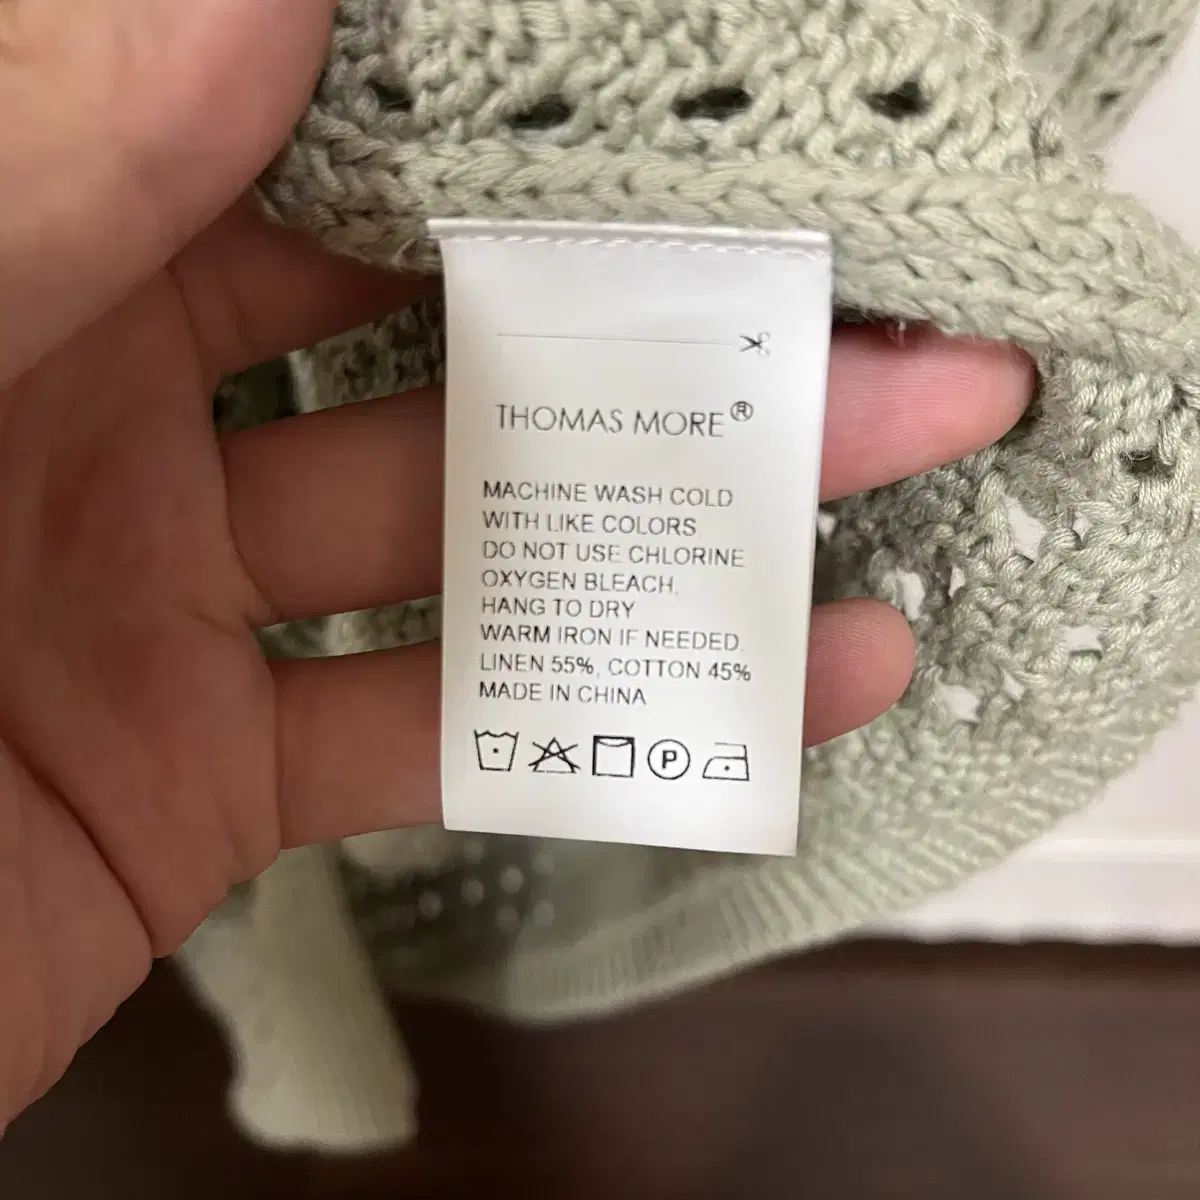 THOMAS MORE®
MACHINE WASH COLD
WITH LIKE COLORS
DO NOT USE CHLORINE
OXYGEN BLEACH.
HANG TO DRY
WARM IRON IF NEEDED.
LINEN 55%, COTTON 45%
MADE IN CHINA
P